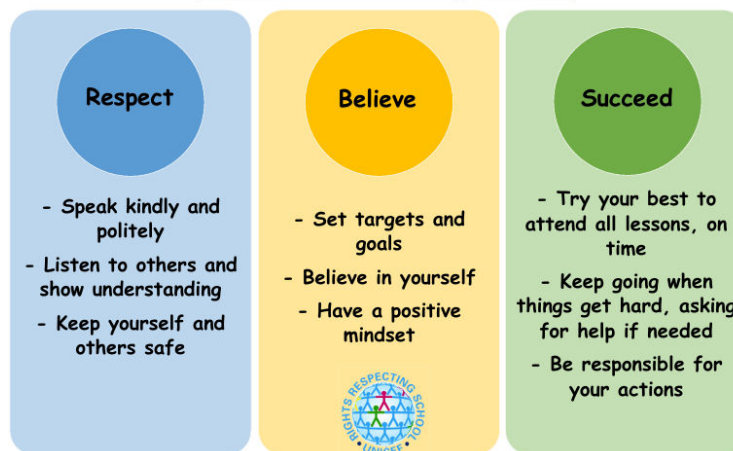 Respect
- Speak kindly and
politely
- Listen to others and
show understanding
- Keep yourself and
others safe
Believe
- Set targets and
goals
- Believe in yourself
- Have a positive
mindset
RIGHTS RESPECTING SCHOOL
• UNICEF •
Succeed
- Try your best to
attend all lessons, on
time
- Keep going when
things get hard, asking
for help if needed
- Be responsible for
your actions